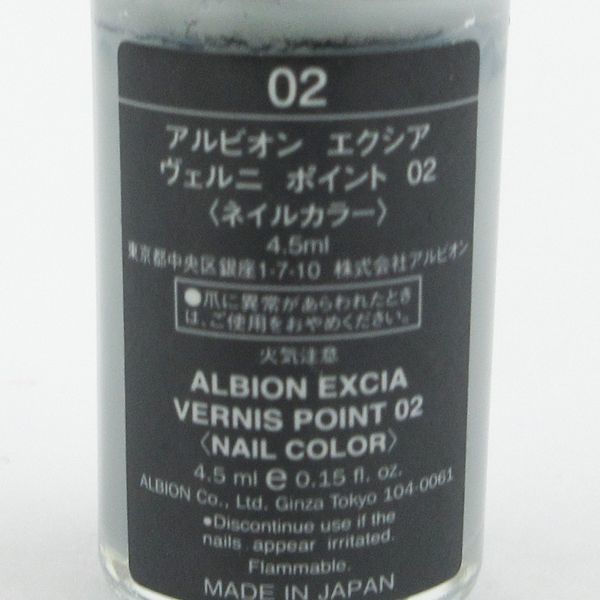 02
アルビオン エクシア
ヴェルニ ポイント 02
〈ネイルカラー〉
4.5ml
東京都中央区銀座1-7-10 株式会社アルビオン
●爪に異常があらわれたとき
は、ご使用をおやめください。
火気注意
ALBION EXCIA
VERNIS POINT 02
〈NAIL COLOR〉
4.5 ml e 0.15 fl. oz.
ALBION Co., Ltd. Ginza Tokyo 104-0061
●Discontinue use if the
nails appear irritated.
Flammable.
MADE IN JAPAN